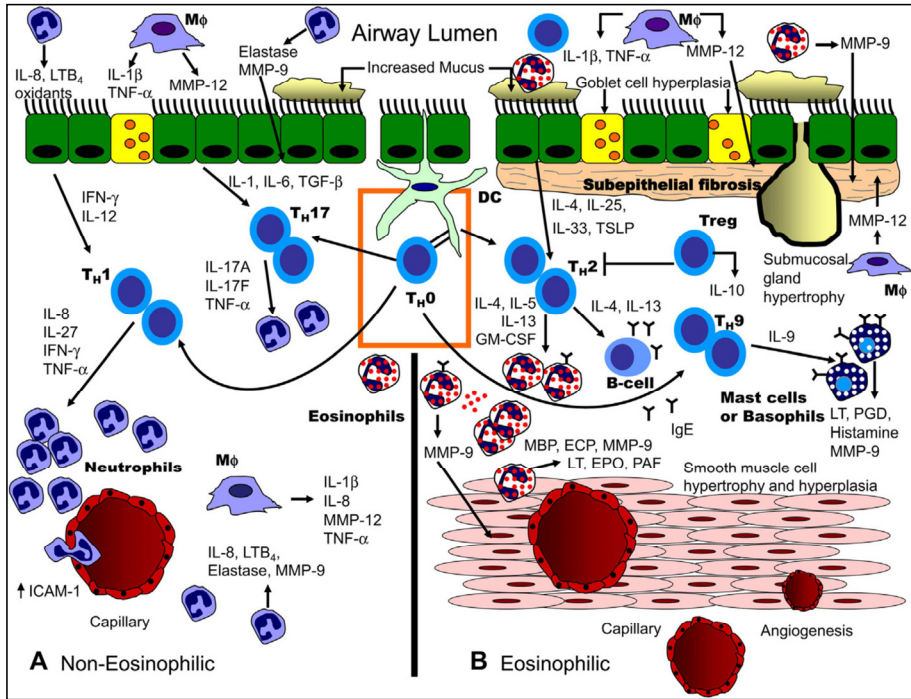 Airway Lumen
Mϕ
IL-8, LTB₄
oxidants
IL-1β
TNF-α
MMP-12
Elastase
MMP-9
Increased Mucus
Mϕ
IL-1β, TNF-α
MMP-12
Goblet cell hyperplasia
MMP-9
IFN-γ
IL-12
IL-1, IL-6, TGF-β
DC
IL-4, IL-25,
IL-33, TSLP
Subepithelial fibrosis
Treg
IL-10
Submucosal
gland
hypertrophy
MMP-12
Mϕ
T_H17
T_H1
IL-17A
IL-17F
TNF-α
T_H0
T_H2
IL-4, IL-5
IL-13
GM-CSF
IL-4, IL-13
B-cell
T_H9
IL-9
Mast cells
or Basophils
LT, PGD,
Histamine
MMP-9
IgE
IL-8
IL-27
IFN-γ
TNF-α
Neutrophils
Eosinophils
MMP-9
MBP, ECP, MMP-9
LT, EPO, PAF
Smooth muscle cell
hypertrophy and hyperplasia
Mϕ
IL-1β
IL-8
MMP-12
TNF-α
IL-8, LTB₄,
Elastase, MMP-9
↑ ICAM-1
Capillary
Capillary
Angiogenesis
A Non-Eosinophilic
B Eosinophilic